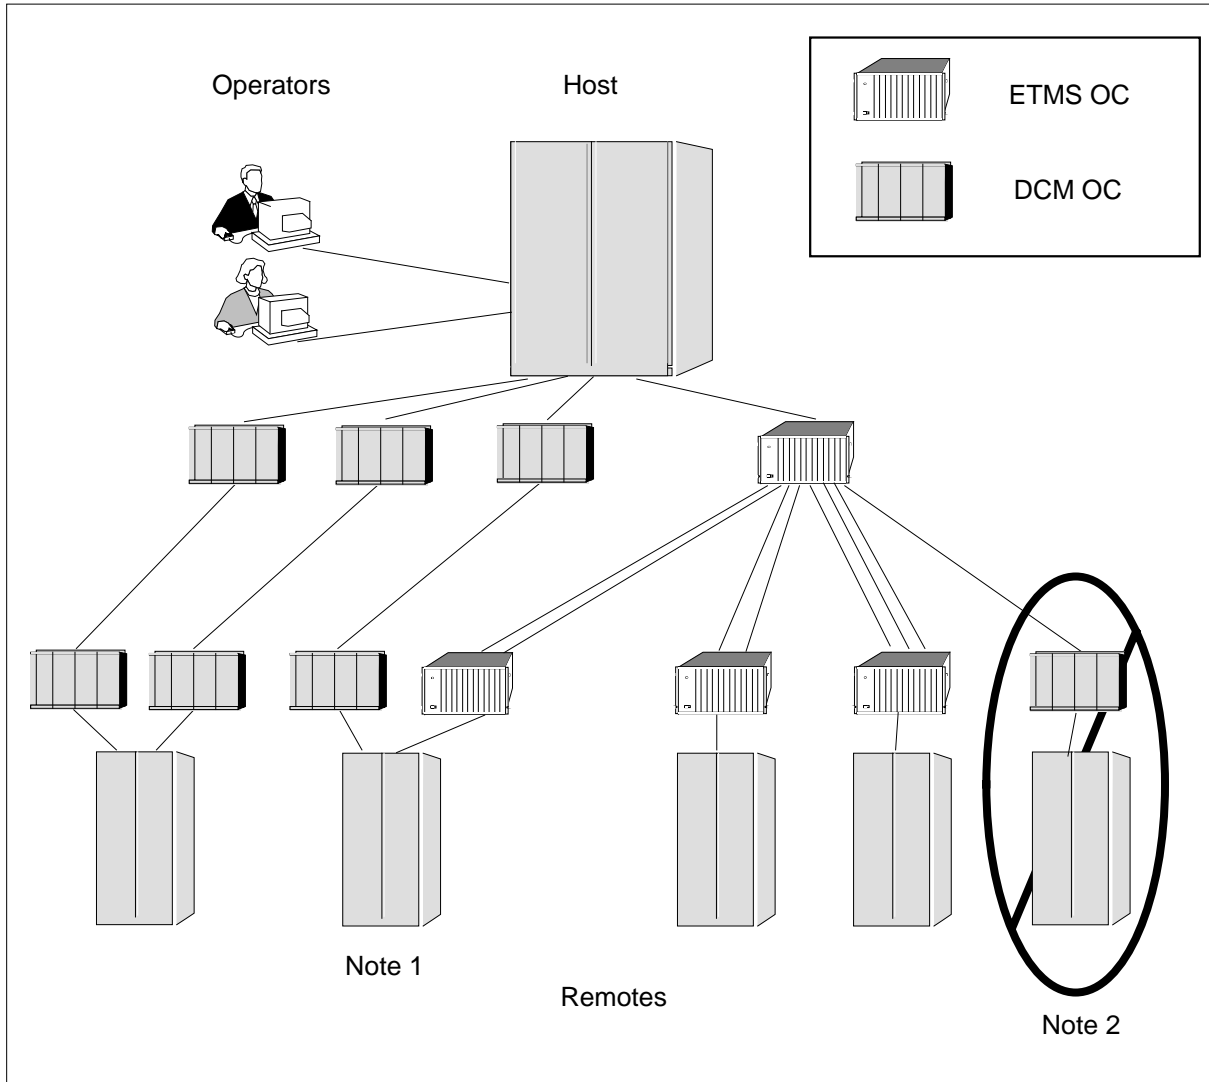 Operators
Host
ETMS OC
DCM OC
Note 1
Remotes
Note 2